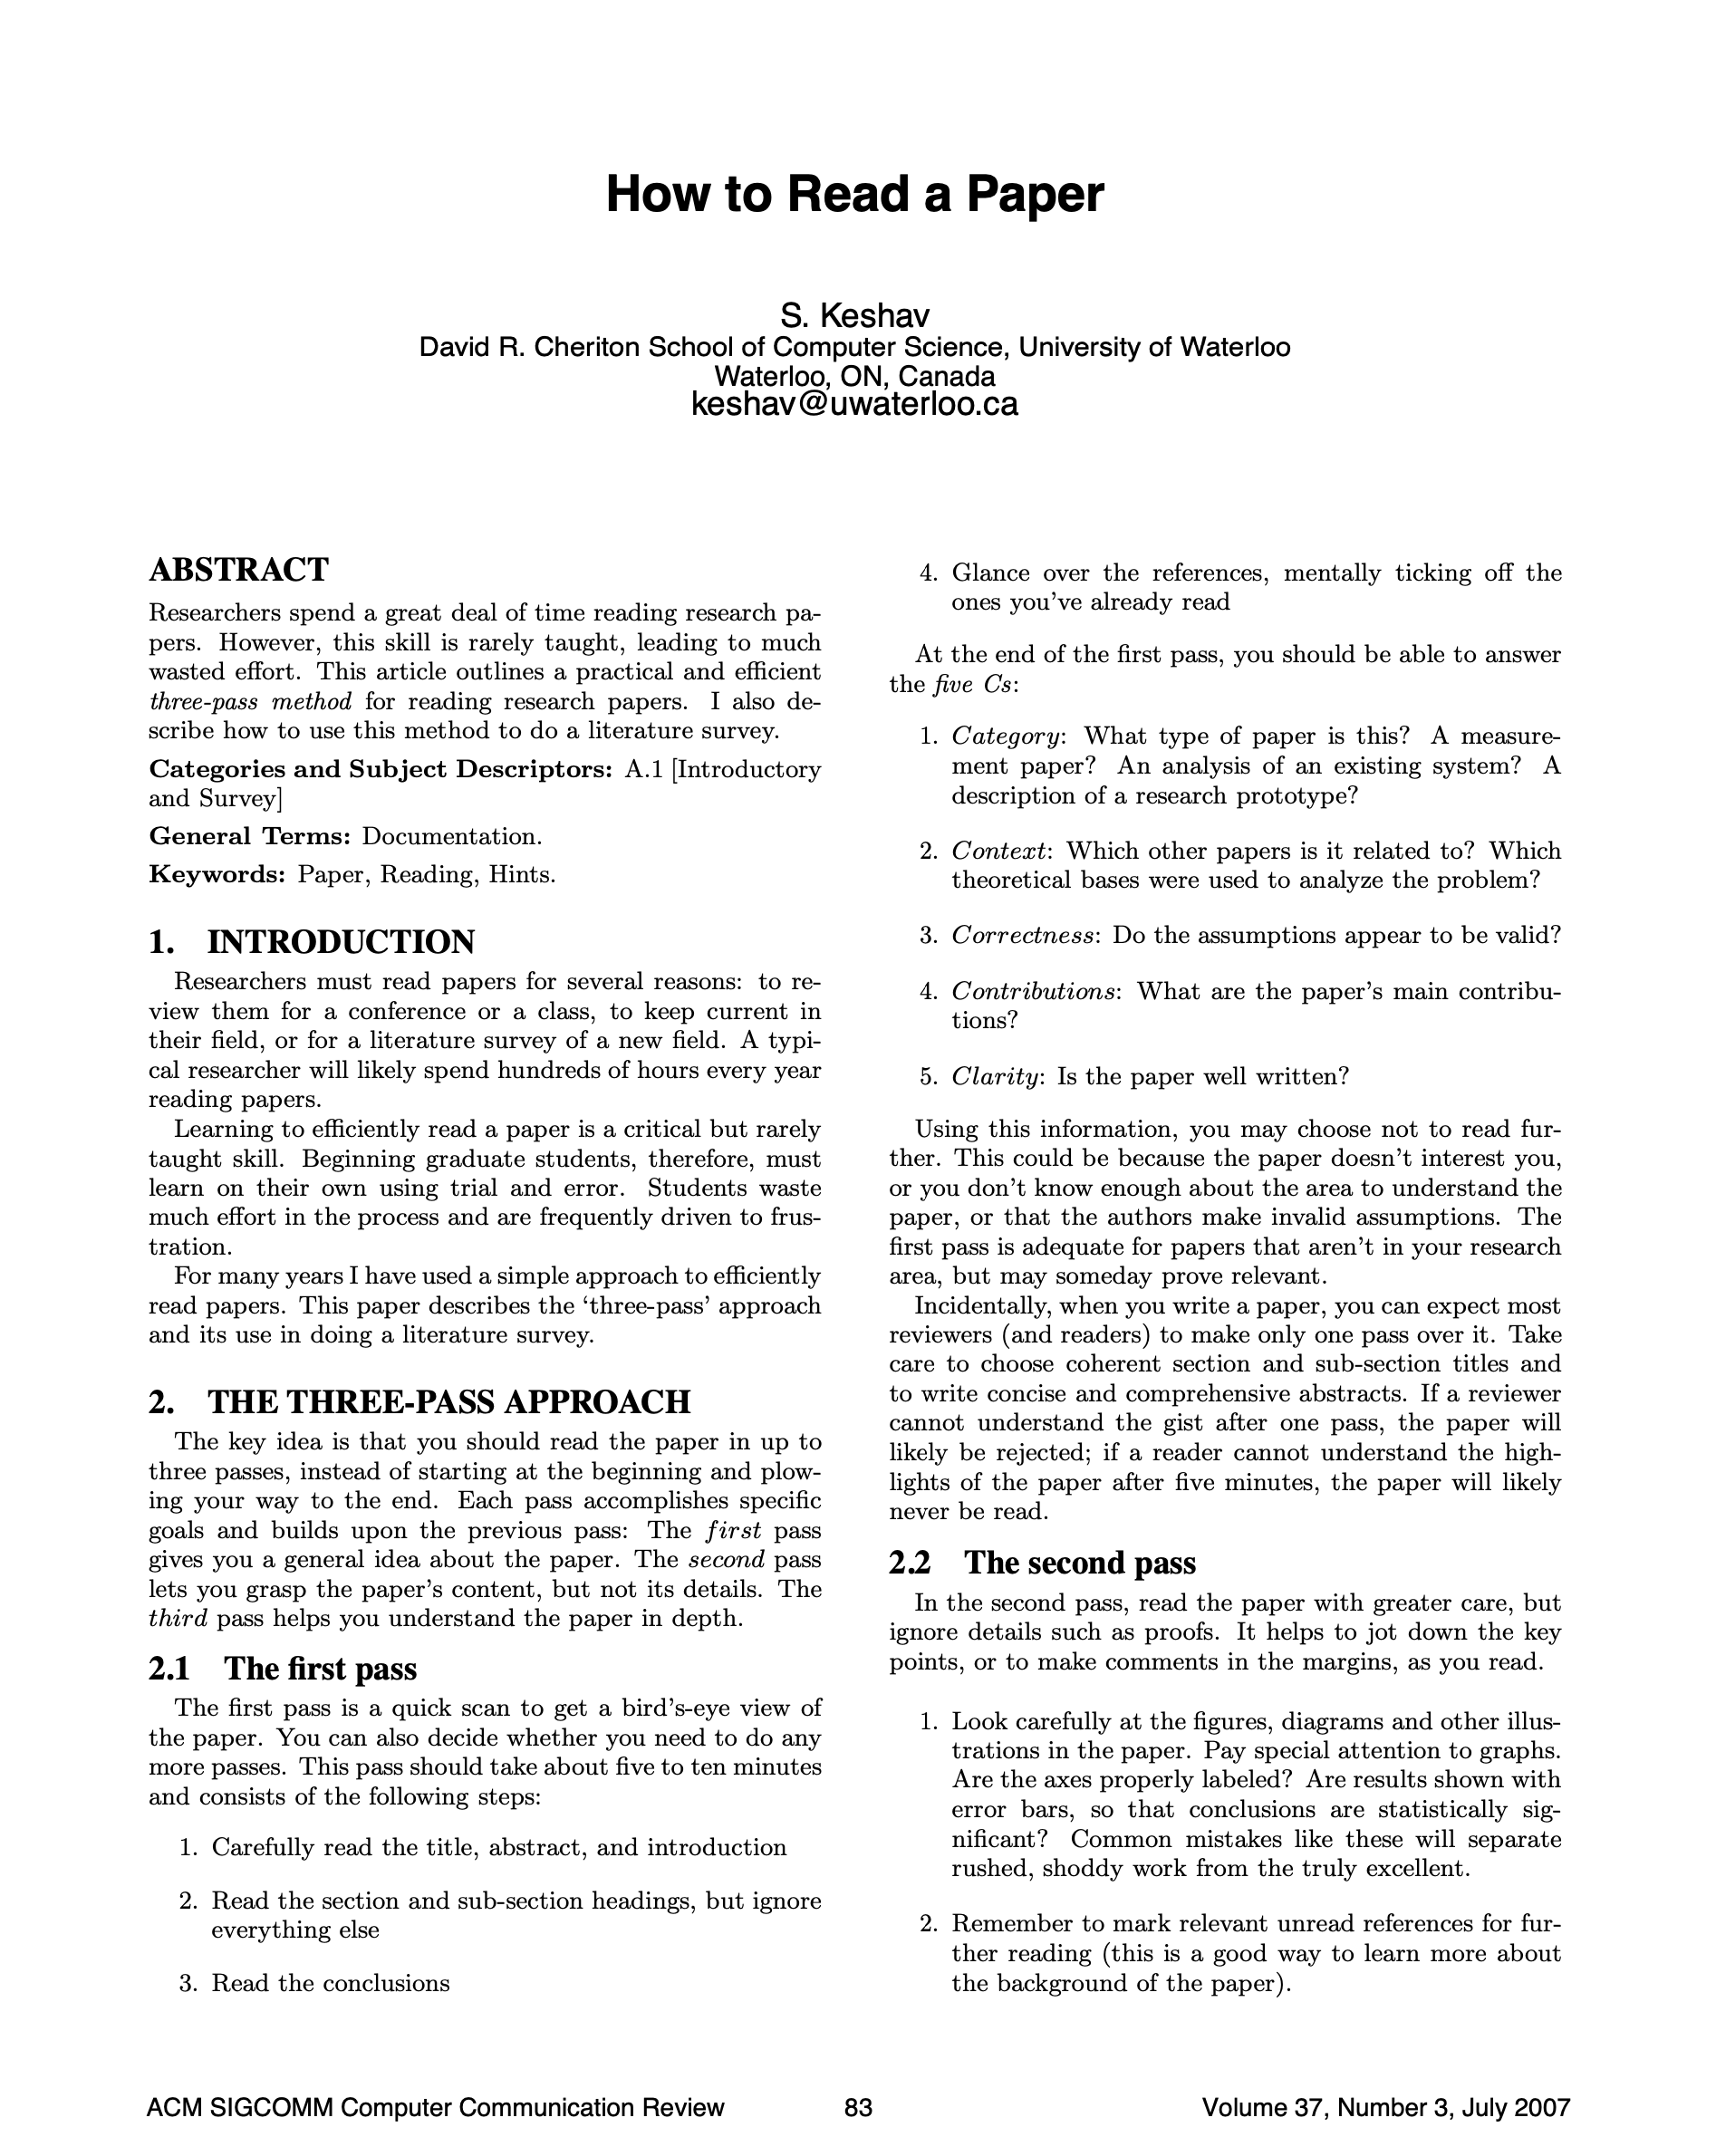 How to Read a Paper
S. Keshav
David R. Cheriton School of Computer Science, University of Waterloo
Waterloo, ON, Canada
keshav@uwaterloo.ca
ABSTRACT
Researchers spend a great deal of time reading research pa-
pers. However, this skill is rarely taught, leading to much
wasted effort. This article outlines a practical and efficient
three-pass method for reading research papers. I also de-
scribe how to use this method to do a literature survey.
Categories and Subject Descriptors: A.1 [Introductory
and Survey]
General Terms: Documentation.
Keywords: Paper, Reading, Hints.
1. INTRODUCTION
Researchers must read papers for several reasons: to re-
view them for a conference or a class, to keep current in
their field, or for a literature survey of a new field. A typi-
cal researcher will likely spend hundreds of hours every year
reading papers.
Learning to efficiently read a paper is a critical but rarely
taught skill. Beginning graduate students, therefore, must
learn on their own using trial and error. Students waste
much effort in the process and are frequently driven to frus-
tration.
For many years I have used a simple approach to efficiently
read papers. This paper describes the ‘three-pass’ approach
and its use in doing a literature survey.
2. THE THREE-PASS APPROACH
The key idea is that you should read the paper in up to
three passes, instead of starting at the beginning and plow-
ing your way to the end. Each pass accomplishes specific
goals and builds upon the previous pass: The first pass
gives you a general idea about the paper. The second pass
lets you grasp the paper’s content, but not its details. The
third pass helps you understand the paper in depth.
2.1 The first pass
The first pass is a quick scan to get a bird’s-eye view of
the paper. You can also decide whether you need to do any
more passes. This pass should take about five to ten minutes
and consists of the following steps:
1. Carefully read the title, abstract, and introduction
2. Read the section and sub-section headings, but ignore
everything else
3. Read the conclusions
4. Glance over the references, mentally ticking off the
ones you’ve already read
At the end of the first pass, you should be able to answer
the five Cs:
1. Category: What type of paper is this? A measure-
ment paper? An analysis of an existing system? A
description of a research prototype?
2. Context: Which other papers is it related to? Which
theoretical bases were used to analyze the problem?
3. Correctness: Do the assumptions appear to be valid?
4. Contributions: What are the paper’s main contribu-
tions?
5. Clarity: Is the paper well written?
Using this information, you may choose not to read fur-
ther. This could be because the paper doesn’t interest you,
or you don’t know enough about the area to understand the
paper, or that the authors make invalid assumptions. The
first pass is adequate for papers that aren’t in your research
area, but may someday prove relevant.
Incidentally, when you write a paper, you can expect most
reviewers (and readers) to make only one pass over it. Take
care to choose coherent section and sub-section titles and
to write concise and comprehensive abstracts. If a reviewer
cannot understand the gist after one pass, the paper will
likely be rejected; if a reader cannot understand the high-
lights of the paper after five minutes, the paper will likely
never be read.
2.2 The second pass
In the second pass, read the paper with greater care, but
ignore details such as proofs. It helps to jot down the key
points, or to make comments in the margins, as you read.
1. Look carefully at the figures, diagrams and other illus-
trations in the paper. Pay special attention to graphs.
Are the axes properly labeled? Are results shown with
error bars, so that conclusions are statistically sig-
nificant? Common mistakes like these will separate
rushed, shoddy work from the truly excellent.
2. Remember to mark relevant unread references for fur-
ther reading (this is a good way to learn more about
the background of the paper).
ACM SIGCOMM Computer Communication Review
83
Volume 37, Number 3, July 2007